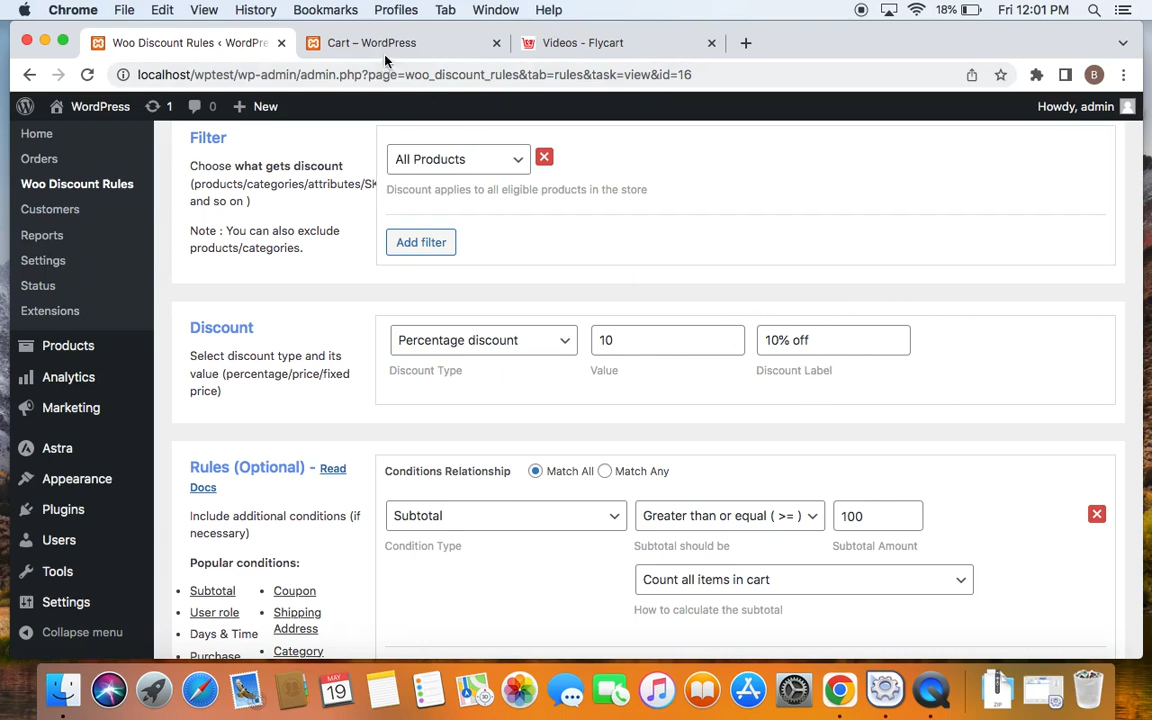 Chrome File Edit View History Bookmarks Profiles Tab Window Help 18% Fri 12:01 PM
Woo Discount Rules ‹ WordPre Cart – WordPress Videos - Flycart
localhost/wptest/wp-admin/admin.php?page=woo_discount_rules&tab=rules&task=view&id=16 B
WordPress 1 0 New Howdy, admin
Home
Orders
Woo Discount Rules
Customers
Reports
Settings
Status
Extensions
Products
Analytics
Marketing
Astra
Appearance
Plugins
Users
Tools
Settings
Collapse menu
Filter
Choose what gets discount
(products/categories/attributes/SK
and so on )
Note : You can also exclude
products/categories.
All Products
Discount applies to all eligible products in the store
Add filter
Discount
Select discount type and its
value (percentage/price/fixed
price)
Percentage discount 10 10% off
Discount Type Value Discount Label
Rules (Optional) - Read
Docs
Include additional conditions (if
necessary)
Popular conditions:
Subtotal Coupon
User role Shipping
Address
Days & Time
Purchase Category
Conditions Relationship Match All Match Any
Subtotal Greater than or equal ( >= ) 100
Condition Type Subtotal should be Subtotal Amount
Count all items in cart
How to calculate the subtotal
MAY
19
ZIP